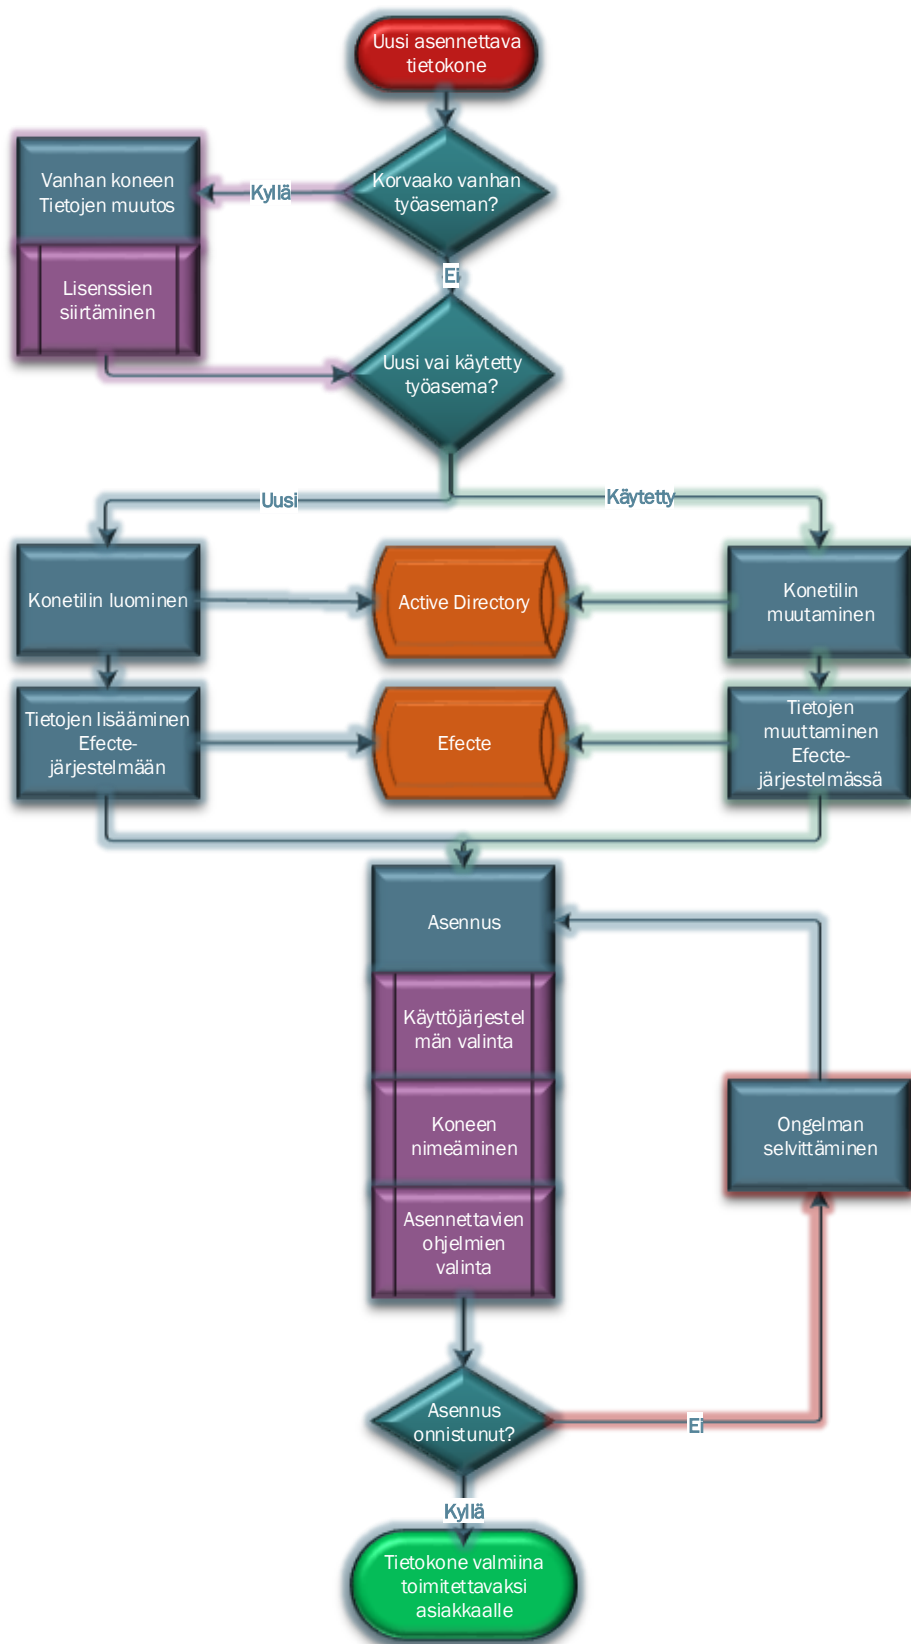 Uusi asennettava
tietokone
Korvaako vanhan
työaseman?
Kyllä
Vanhan koneen
Tietojen muutos
Lisenssien
siirtäminen
Ei
Uusi vai käytetty
työasema?
Uusi
Käytetty
Konetilin luominen
Active Directory
Konetilin
muutaminen
Tietojen lisääminen
Efecte-
järjestelmään
Efecte
Tietojen
muuttaminen
Efecte-
järjestelmässä
Asennus
Käyttöjärjestel
män valinta
Koneen
nimeäminen
Asennettavien
ohjelmien
valinta
Ongelman
selvittäminen
Asennus
onnistunut?
Ei
Kyllä
Tietokone valmiina
toimitettavaksi
asiakkaalle